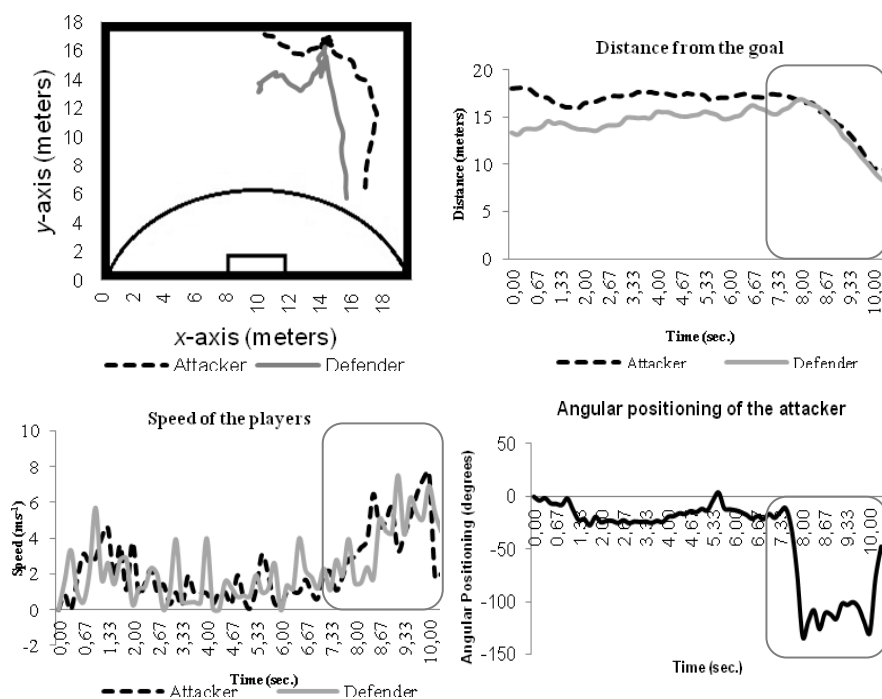 18
16
14
12
10
8
6
4
2
0
y-axis (meters)
0 2 4 6 8 10 12 14 16 18
x-axis (meters)
Attacker Defender
Distance from the goal
20
15
10
5
0
Distance (meters)
0,00 0,67 1,33 2,00 2,67 3,33 4,00 4,67 5,33 6,00 6,67 7,33 8,00 8,67 9,33 10,00
Time (sec.)
Attacker Defender
Speed of the players
10
8
6
4
2
0
-2
Speed (ms-1)
0,00 0,67 1,33 2,00 2,67 3,33 4,00 4,67 5,33 6,00 6,67 7,33 8,00 8,67 9,33 10,00
Time (sec.)
Attacker Defender
Angular positioning of the attacker
50
0
-50
-100
-150
Angular Positioning (degrees)
0,00 0,67 1,33 2,00 2,67 3,33 4,00 4,67 5,33 6,00 6,67 7,33 8,00 8,67 9,33 10,00
Time (sec.)